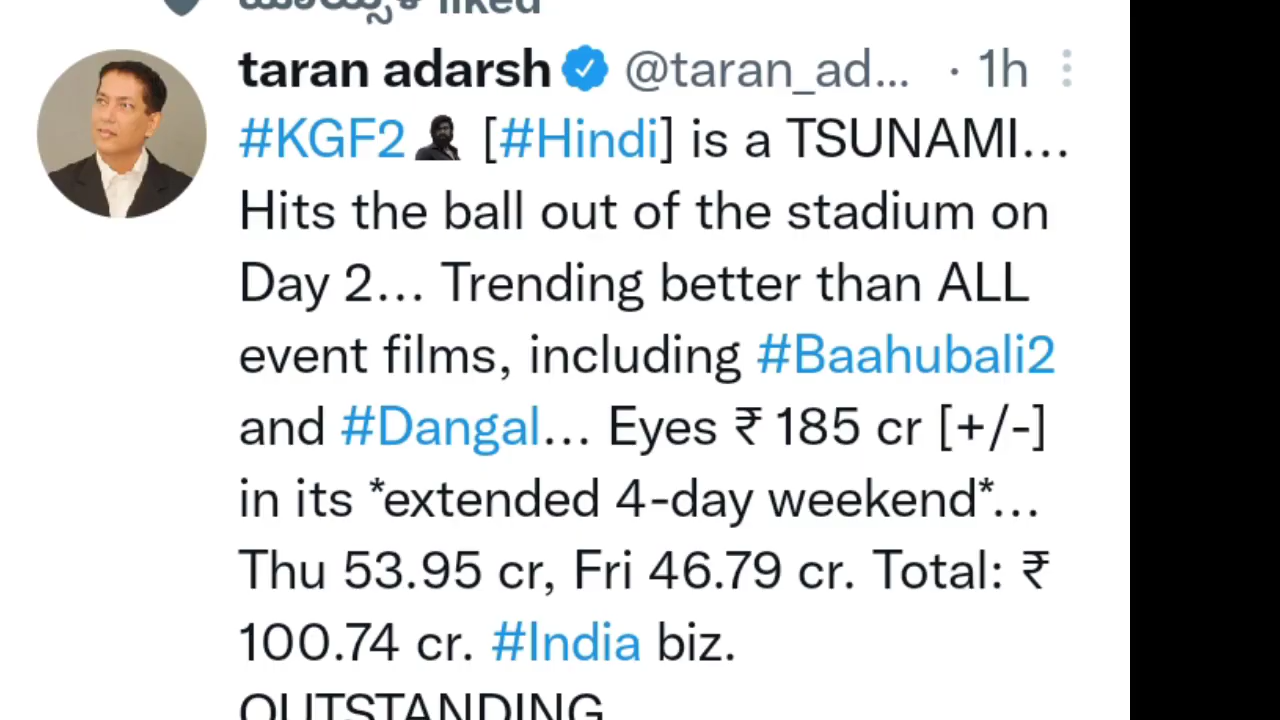 liked
taran adarsh @taran_ad... · 1h
#KGF2 [#Hindi] is a TSUNAMI...
Hits the ball out of the stadium on
Day 2... Trending better than ALL
event films, including #Baahubali2
and #Dangal... Eyes ₹ 185 cr [+/-]
in its *extended 4-day weekend*...
Thu 53.95 cr, Fri 46.79 cr. Total: ₹
100.74 cr. #India biz.
OUTSTANDING